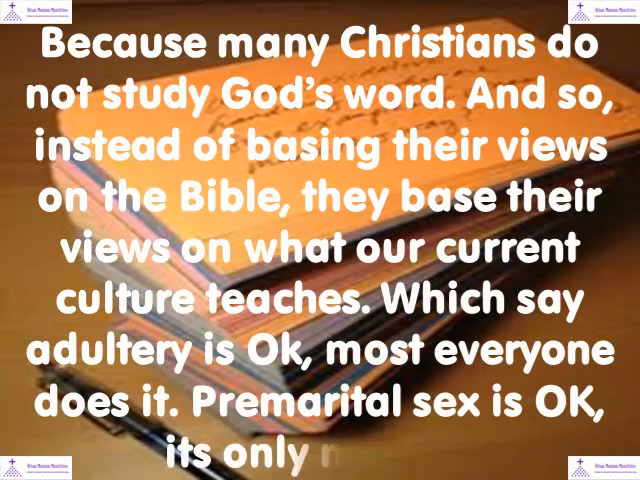 Because many Christians do
not study God’s word. And so,
instead of basing their views
on the Bible, they base their
views on what our current
culture teaches. Which say
adultery is Ok, most everyone
does it. Premarital sex is OK,
its only